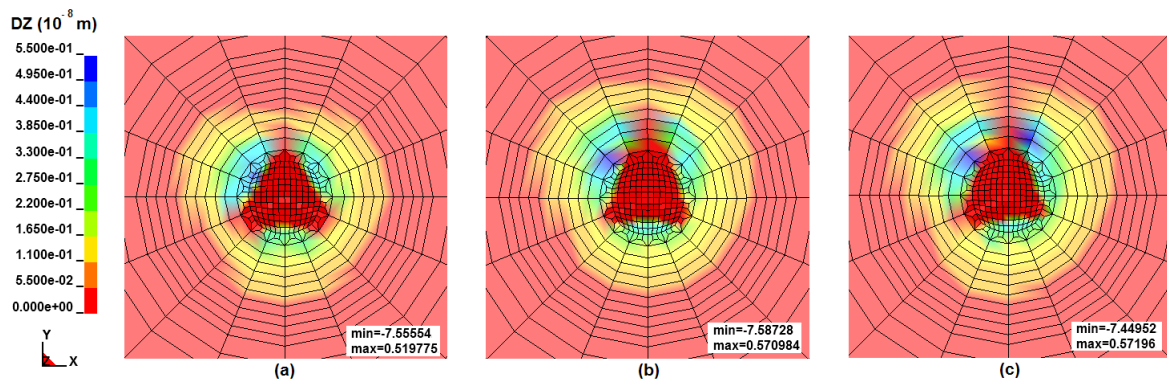 DZ (10⁻⁸ m)
5.500e-01
4.950e-01
4.400e-01
3.850e-01
3.300e-01
2.750e-01
2.200e-01
1.650e-01
1.100e-01
5.500e-02
0.000e+00
Y
Z
X
min=-7.55554
max=0.519775
(a)
min=-7.58728
max=0.570984
(b)
min=-7.44952
max=0.57196
(c)